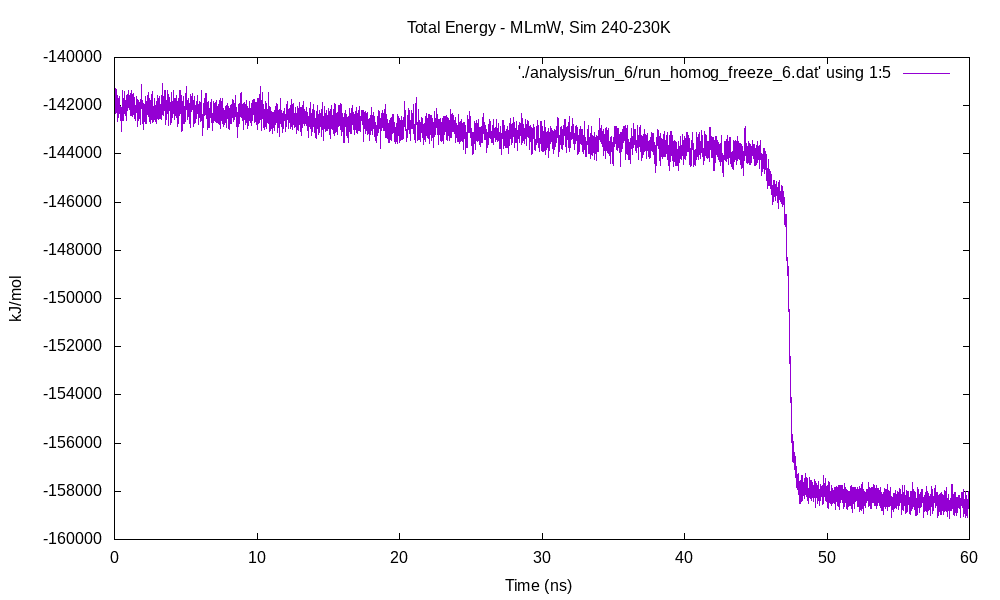 Total Energy - MLmW, Sim 240-230K
'./analysis/run_6/run_homog_freeze_6.dat' using 1:5
-140000
-142000
-144000
-146000
-148000
-150000
-152000
-154000
-156000
-158000
-160000
kJ/mol
0 10 20 30 40 50 60
Time (ns)